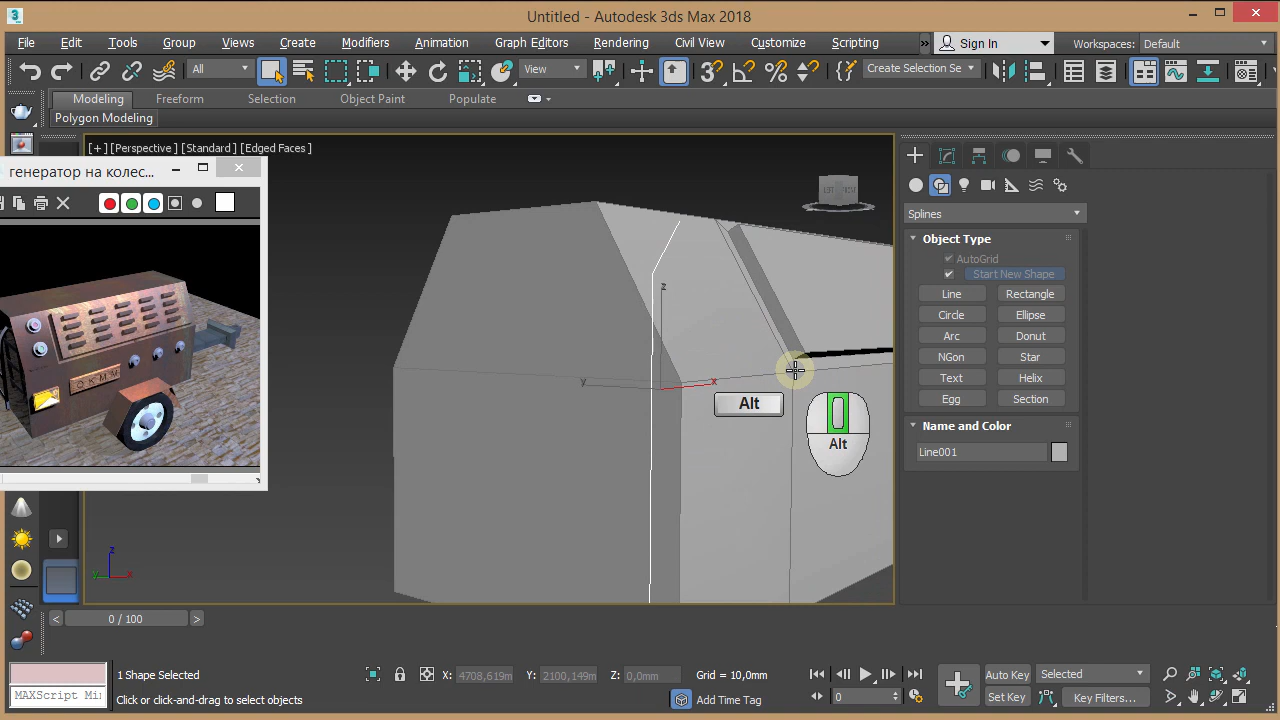 Untitled - Autodesk 3ds Max 2018
File Edit Tools Group Views Create Modifiers Animation Graph Editors Rendering Civil View Customize Scripting » Sign In Workspaces: Default
All View Create Selection Se
Modeling Freeform Selection Object Paint Populate
Polygon Modeling
[+] [Perspective] [Standard] [Edged Faces]
генератор на колес...
Splines
Object Type
AutoGrid
Start New Shape
Line Rectangle
Circle Ellipse
Arc Donut
NGon Star
Text Helix
Egg Section
Name and Color
Line001
z
y
x
Alt
Alt
z
y x
0 / 100
1 Shape Selected
X: 4708,619m Y: 2100,149m Z: 0,0mm Grid = 10,0mm
Auto Key Selected
MAXScript Mi
Click or click-and-drag to select objects
Add Time Tag
0
Set Key Key Filters...